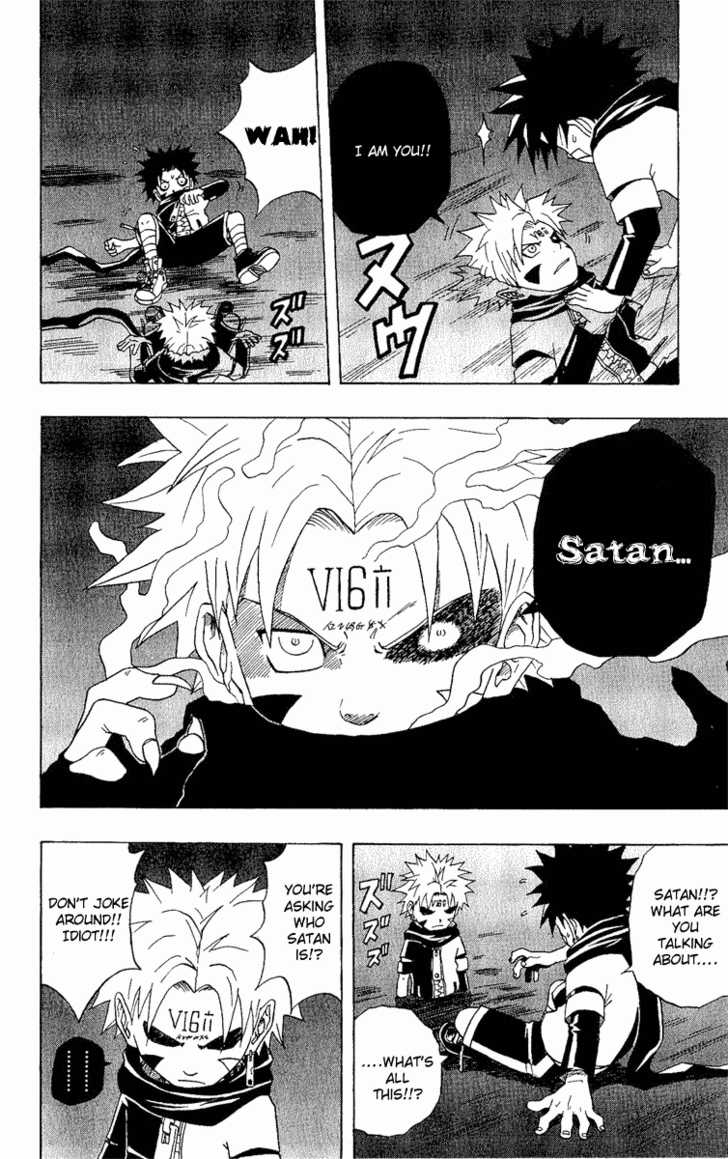 I AM YOU!!
ヌウ
WAH!
ズズ
Satan...
VI6
SATAN!!?
WHAT ARE
YOU
TALKING
ABOUT....
ズズズ
....WHAT'S
ALL
THIS!!?
YOU'RE
ASKING
WHO
SATAN
IS!?
DON'T JOKE
AROUND!!
IDIOT!!!
VI6